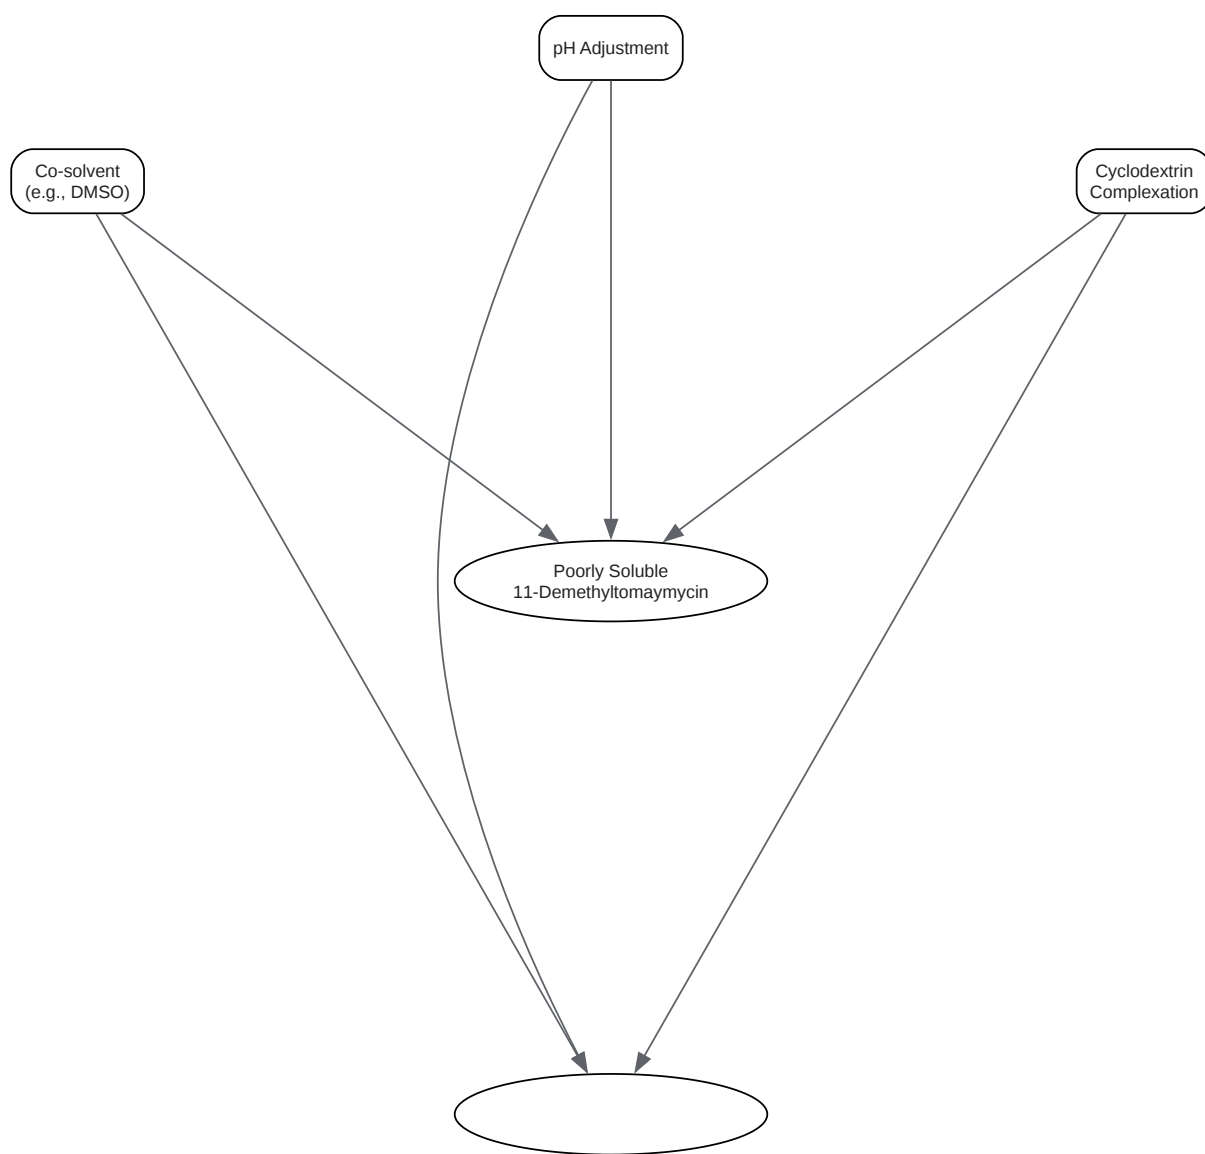 pH Adjustment
Co-solvent
(e.g., DMSO)
Cyclodextrin
Complexation
Poorly Soluble
11-Demethyltomaymycin